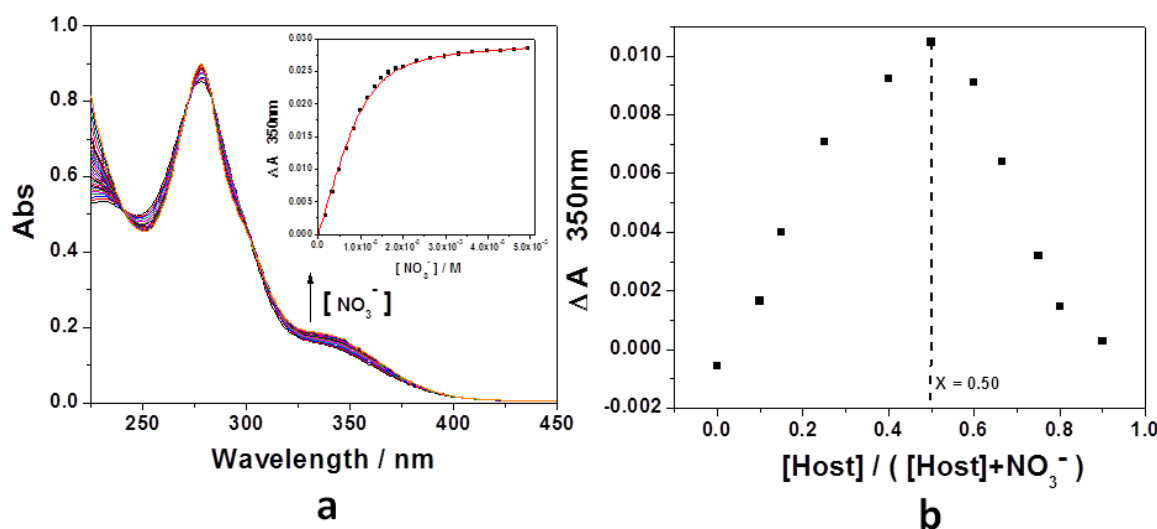 1.0
0.8
0.6
0.4
0.2
0.0
Abs
250 300 350 400 450
Wavelength / nm
[ NO₃⁻ ]
0.030
0.025
0.020
0.015
0.010
0.005
0.000
Δ A 350nm
0.0
[ NO₃⁻ ] / M
a
0.010
0.008
0.006
0.004
0.002
0.000
-0.002
Δ A 350nm
X = 0.50
0.0 0.2 0.4 0.6 0.8 1.0
[Host] / ( [Host]+NO₃⁻ )
b